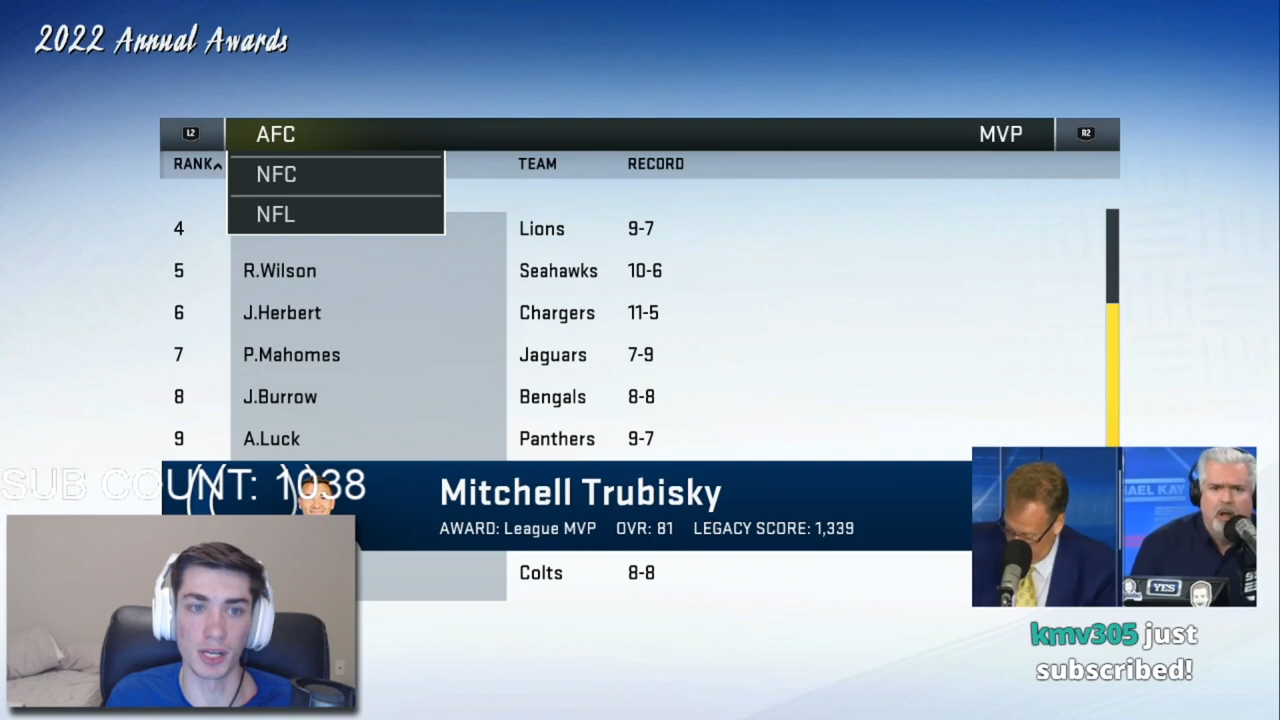 2022 Annual Awards
L2 AFC MVP R2
RANK TEAM RECORD
NFC
NFL
4 Lions 9-7
5 R.Wilson Seahawks 10-6
6 J.Herbert Chargers 11-5
7 P.Mahomes Jaguars 7-9
8 J.Burrow Bengals 8-8
9 A.Luck Panthers 9-7
SUB COUNT: 1038
Mitchell Trubisky
AWARD: League MVP OVR: 81 LEGACY SCORE: 1,339
Colts 8-8
YES
kmv305 just
subscribed!